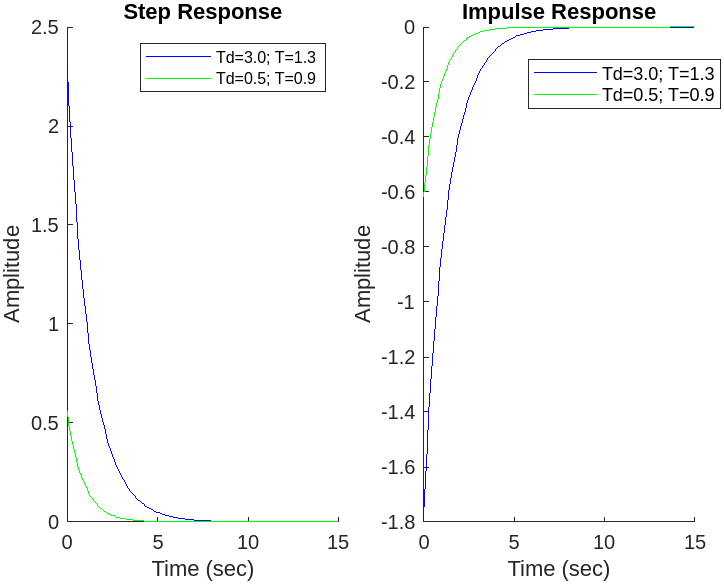 Step Response
2.5
2
1.5
1
0.5
0
0 5 10 15
Amplitude
Time (sec)
Td=3.0; T=1.3
Td=0.5; T=0.9
Impulse Response
0
-0.2
-0.4
-0.6
-0.8
-1
-1.2
-1.4
-1.6
-1.8
0 5 10 15
Amplitude
Time (sec)
Td=3.0; T=1.3
Td=0.5; T=0.9